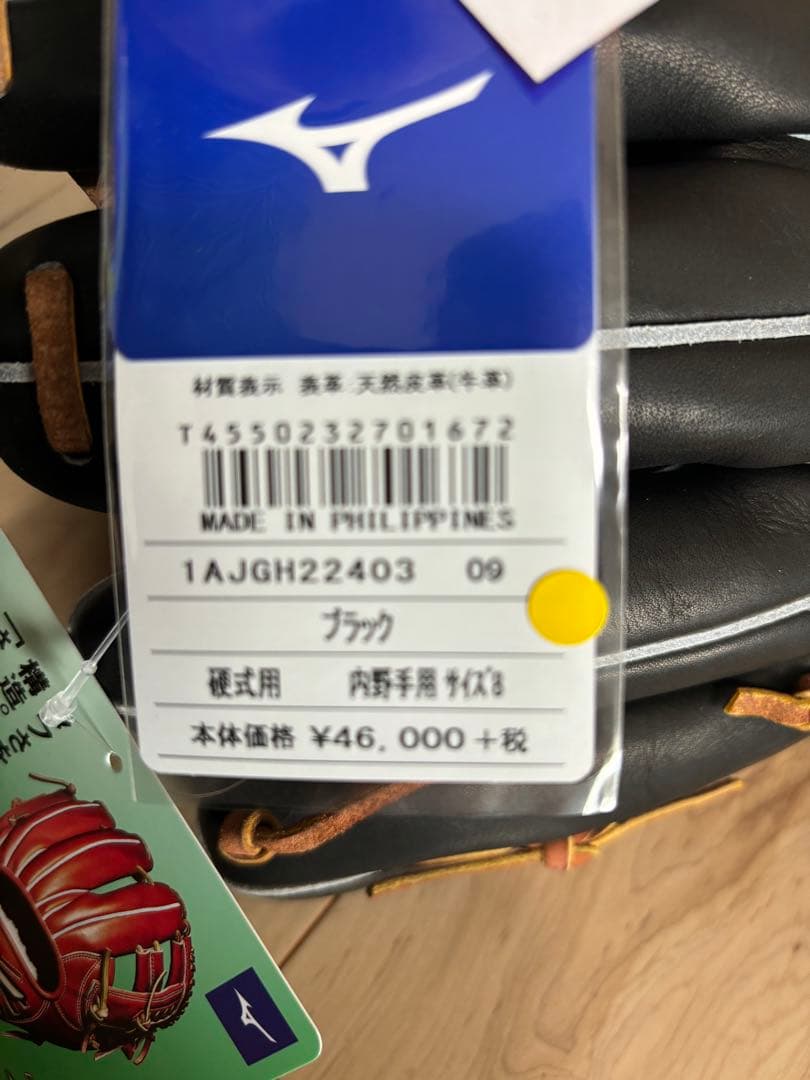 材質表示 表革:天然皮革(牛革)
T4550232701672
MADE IN PHILIPPINES
1AJGH22403 09
ブラック
硬式用 内野手用 サイズ8
本体価格 ¥46,000+税
構造。